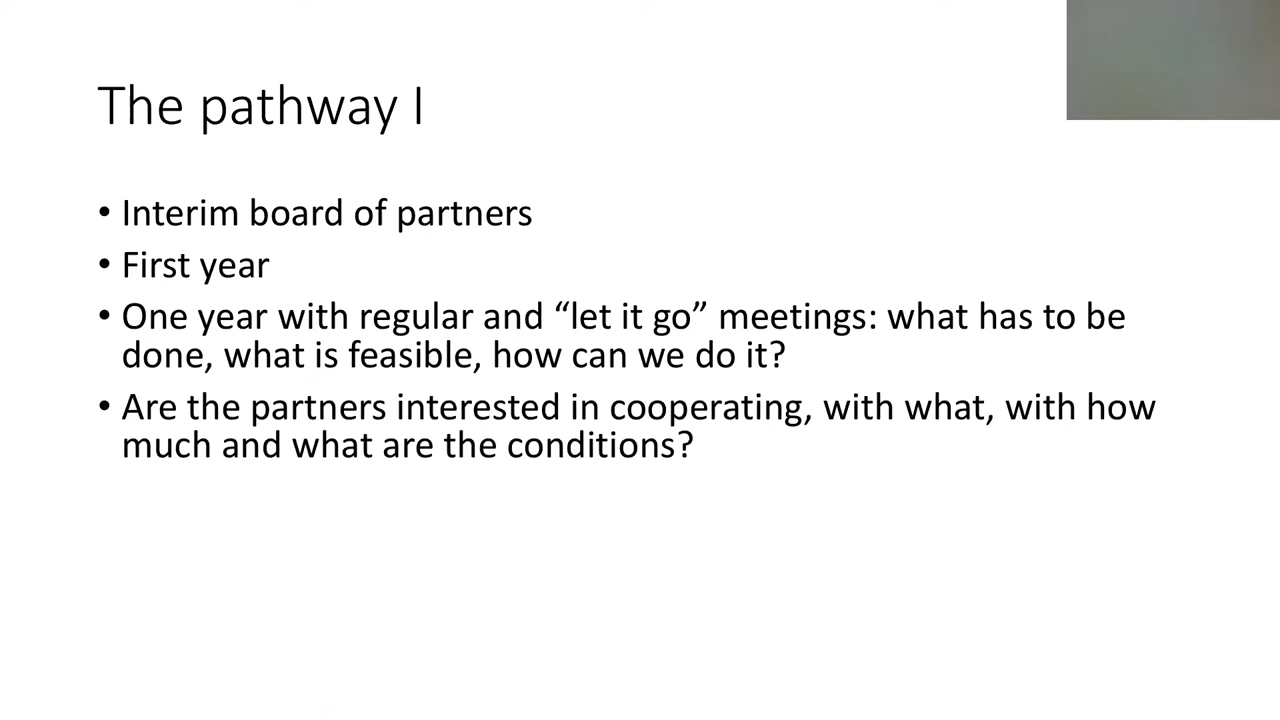 The pathway I
• Interim board of partners
• First year
• One year with regular and “let it go” meetings: what has to be
done, what is feasible, how can we do it?
• Are the partners interested in cooperating, with what, with how
much and what are the conditions?